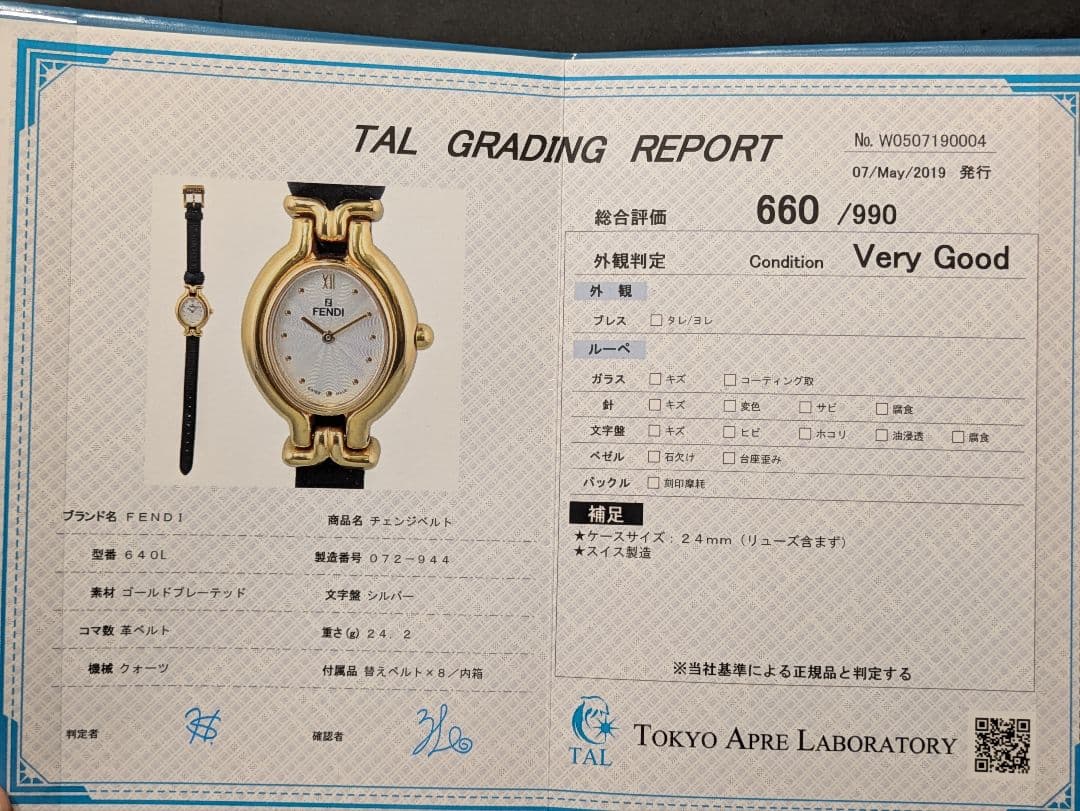 TAL GRADING REPORT
No. W0507190004
07/May/2019 発行
XII
FENDI
ブランド名 FENDI
商品名 チェンジベルト
型番 640L
製造番号 072-944
素材 ゴールドプレーテッド
文字盤 シルバー
コマ数 革ベルト
重さ(g) 24.2
機械 クォーツ
付属品 替えベルト×8/内箱
判定者
確認者
総合評価 660 /990
外観判定 Condition Very Good
外 観
ブレス □ タレ/ヨレ
ルーペ
ガラス □ キズ □ コーティング取
針 □ キズ □ 変色 □ サビ □ 腐食
文字盤 □ キズ □ ヒビ □ ホコリ □ 油浸透 □ 腐食
ベゼル □ 石欠け □ 台座歪み
バックル □ 刻印摩耗
補足
★ケースサイズ:24mm(リューズ含まず)
★スイス製造
※当社基準による正規品と判定する
TAL
TOKYO APRE LABORATORY